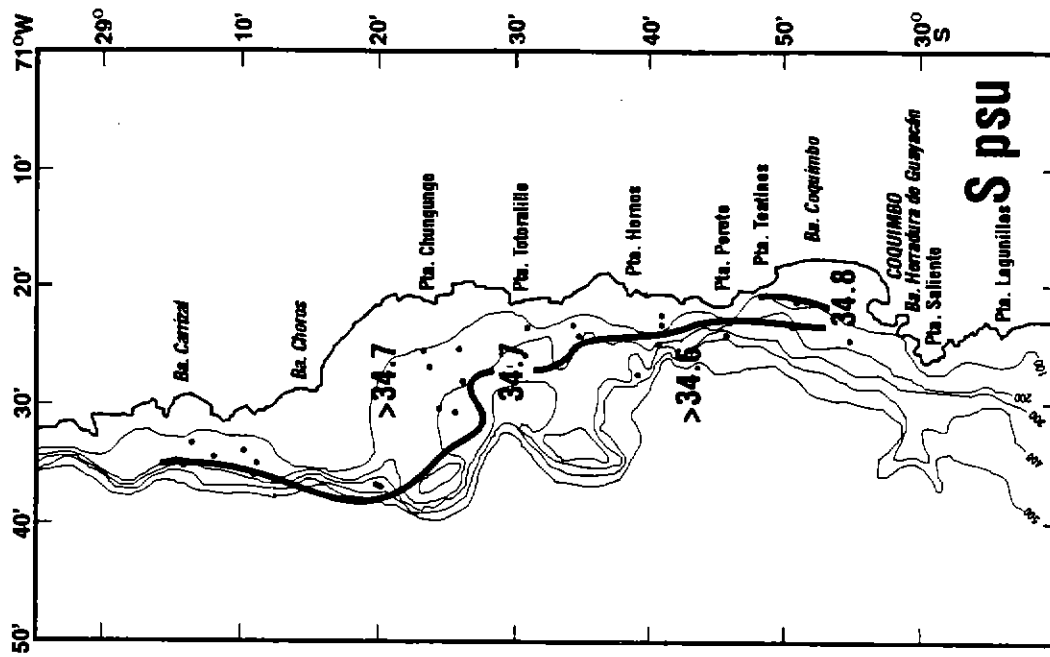 71°W
10'
20'
30'
40'
50'
29°
10'
20'
30'
40'
50'
30°
S
Ba. Carrizal
Ba. Choros
Pta. Chungungo
Pta. Totoralillo
Pta. Hornos
Pta. Poroto
Pta. Teatinos
Ba. Coquimbo
COQUIMBO
Ba. Herradura de Guayacán
Pta. Saliente
Pta. Lagunillas
>34.7
34.7
>34.6
34.8
S psu
100
200
300
400
500